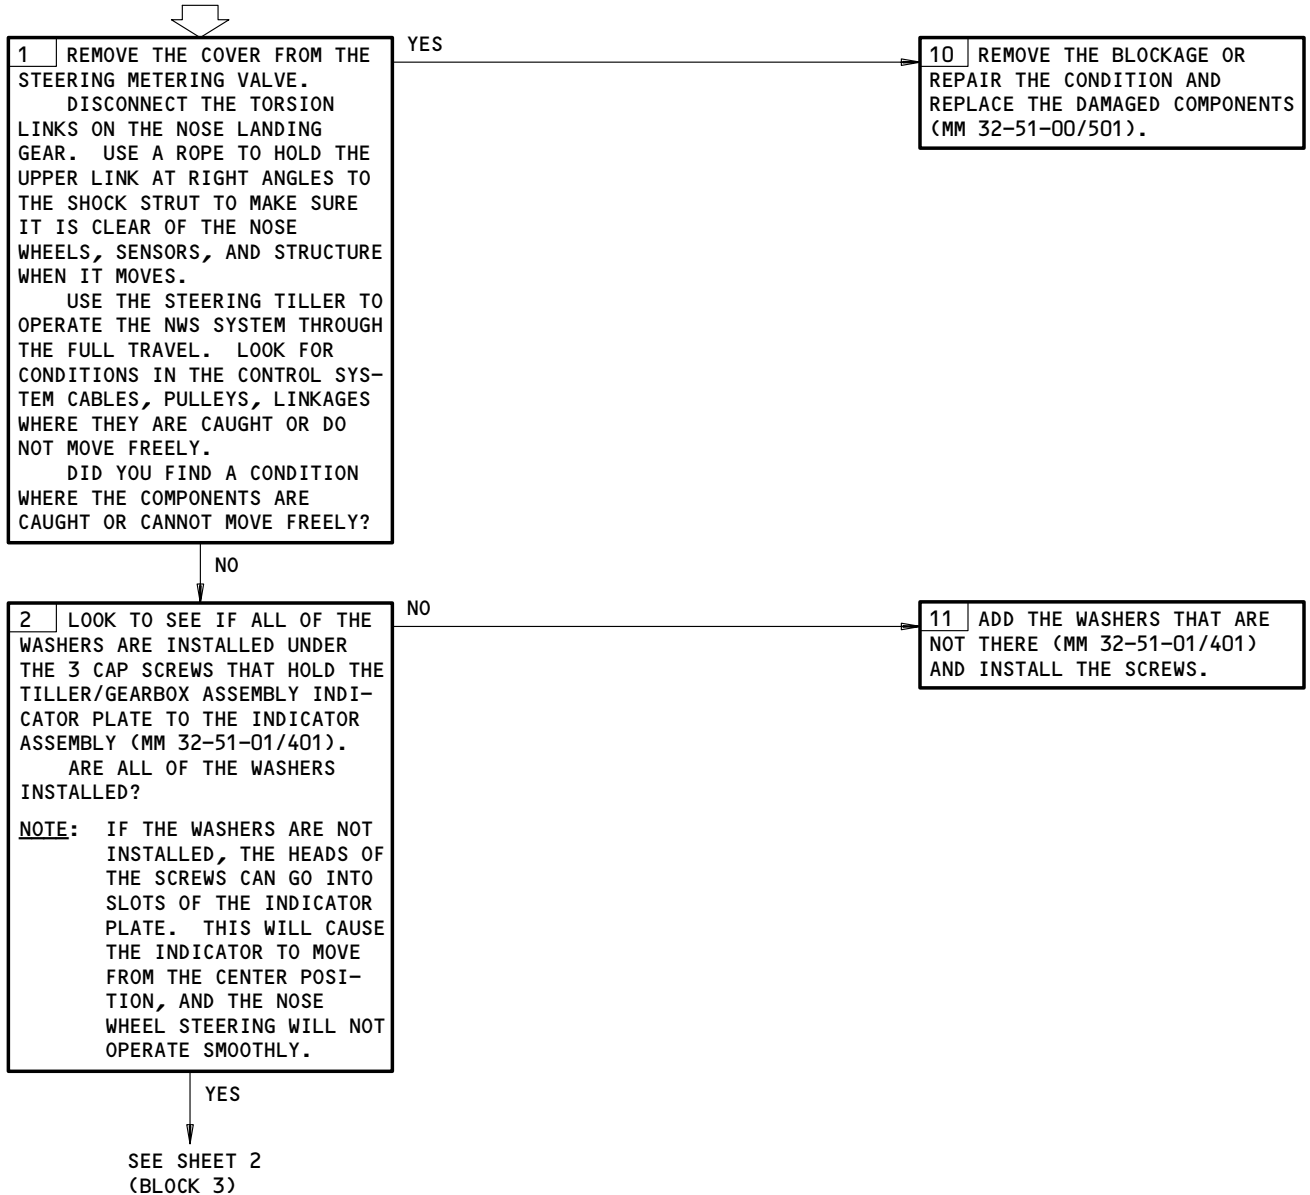 1 REMOVE THE COVER FROM THE
STEERING METERING VALVE.
DISCONNECT THE TORSION
LINKS ON THE NOSE LANDING
GEAR. USE A ROPE TO HOLD THE
UPPER LINK AT RIGHT ANGLES TO
THE SHOCK STRUT TO MAKE SURE
IT IS CLEAR OF THE NOSE
WHEELS, SENSORS, AND STRUCTURE
WHEN IT MOVES.
USE THE STEERING TILLER TO
OPERATE THE NWS SYSTEM THROUGH
THE FULL TRAVEL. LOOK FOR
CONDITIONS IN THE CONTROL SYS-
TEM CABLES, PULLEYS, LINKAGES
WHERE THEY ARE CAUGHT OR DO
NOT MOVE FREELY.
DID YOU FIND A CONDITION
WHERE THE COMPONENTS ARE
CAUGHT OR CANNOT MOVE FREELY?
YES
10 REMOVE THE BLOCKAGE OR
REPAIR THE CONDITION AND
REPLACE THE DAMAGED COMPONENTS
(MM 32-51-00/501).
NO
2 LOOK TO SEE IF ALL OF THE
WASHERS ARE INSTALLED UNDER
THE 3 CAP SCREWS THAT HOLD THE
TILLER/GEARBOX ASSEMBLY INDI-
CATOR PLATE TO THE INDICATOR
ASSEMBLY (MM 32-51-01/401).
ARE ALL OF THE WASHERS
INSTALLED?
NOTE: IF THE WASHERS ARE NOT
INSTALLED, THE HEADS OF
THE SCREWS CAN GO INTO
SLOTS OF THE INDICATOR
PLATE. THIS WILL CAUSE
THE INDICATOR TO MOVE
FROM THE CENTER POSI-
TION, AND THE NOSE
WHEEL STEERING WILL NOT
OPERATE SMOOTHLY.
NO
11 ADD THE WASHERS THAT ARE
NOT THERE (MM 32-51-01/401)
AND INSTALL THE SCREWS.
YES
SEE SHEET 2
(BLOCK 3)